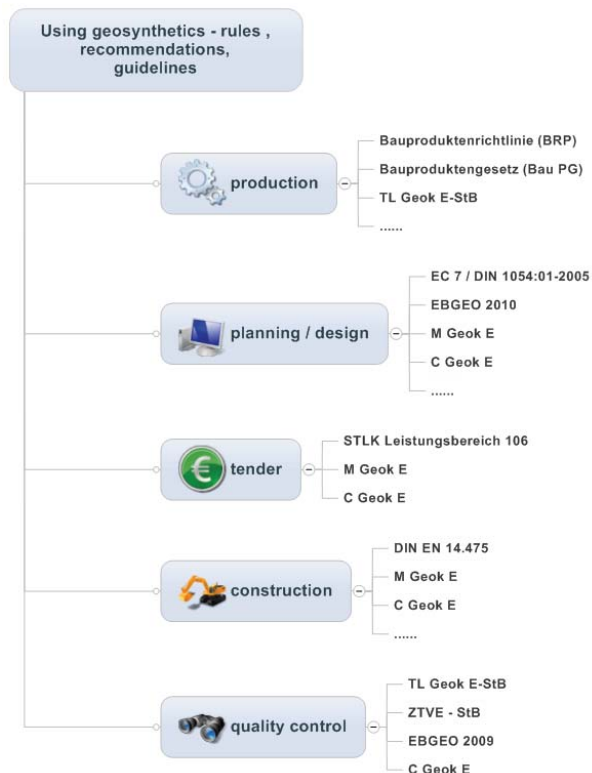 Using geosynthetics - rules ,
recommendations,
guidelines
production
Bauproduktenrichtlinie (BRP)
Bauproduktengesetz (Bau PG)
TL Geok E-StB
......
planning / design
EC 7 / DIN 1054:01-2005
EBGEO 2010
M Geok E
C Geok E
......
tender
STLK Leistungsbereich 106
M Geok E
C Geok E
construction
DIN EN 14.475
M Geok E
C Geok E
......
quality control
TL Geok E-StB
ZTVE - StB
EBGEO 2009
C Geok E